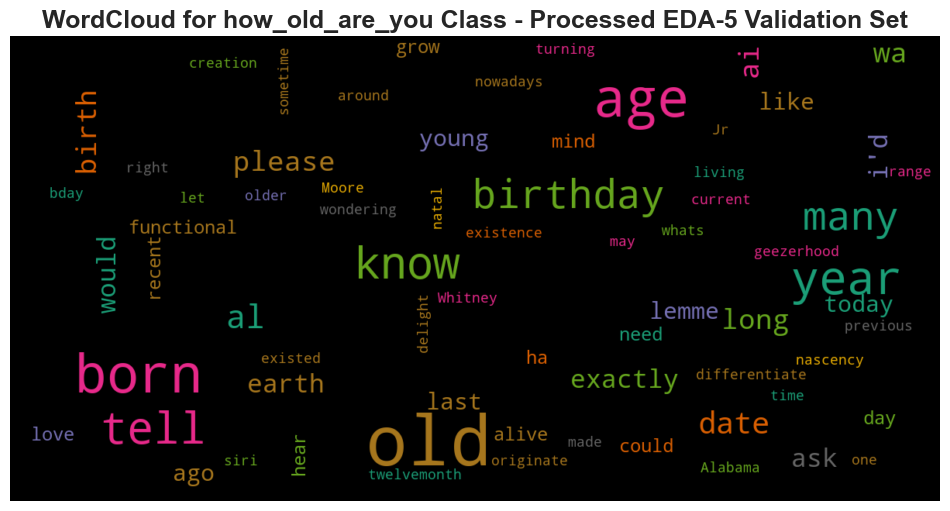 WordCloud for how_old_are_you Class - Processed EDA-5 Validation Set
grow
turning
ai
wa
creation
sometime
nowadays
around
age
like
birth
Jr
young
mind
i'd
please
right
living
range
bday
let
older
Moore
natal
birthday
current
wondering
many
functional
existence
may
whats
geezerhood
would
recent
know
year
Whitney
today
delight
lemme
long
al
need
previous
born
existed
ha
nascency
earth
exactly
differentiate
time
last
tell
old
date
day
love
alive
made
could
hear
siri
originate
Alabama
ask
one
ago
twelvemonth